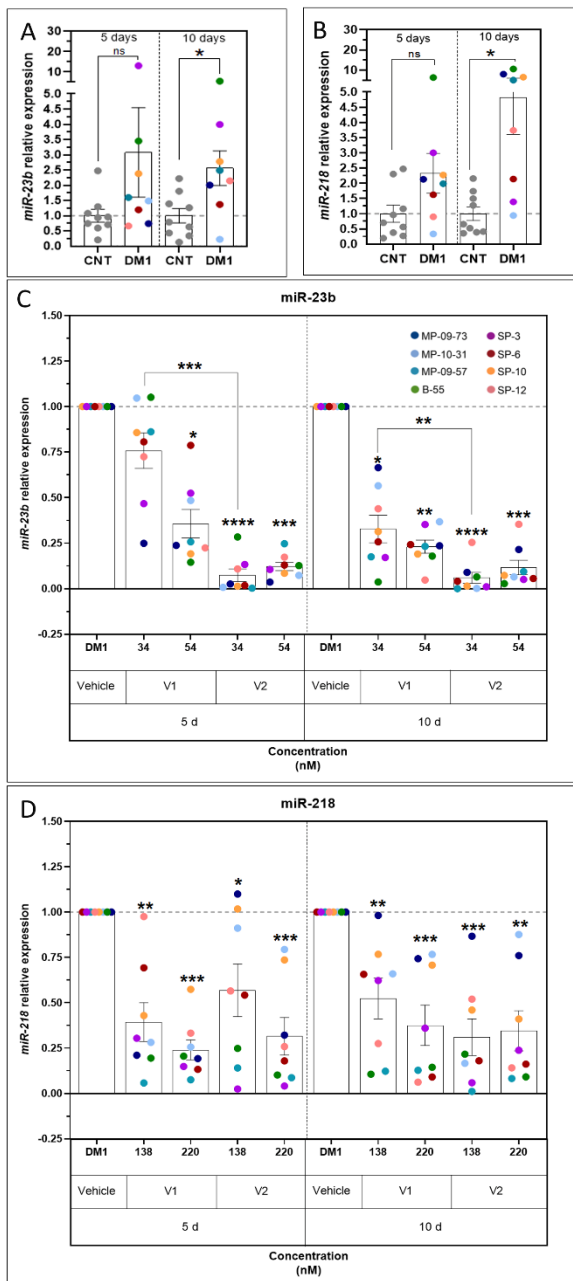 A
5 days
10 days
ns
*
miR-23b relative expression
30
25
20
15
10
5
5.0
4.5
4.0
3.5
3.0
2.5
2.0
1.5
1.0
0.5
0.0
CNT
DM1
CNT
DM1
B
5 days
10 days
ns
*
miR-218 relative expression
30
25
20
15
10
5
5.0
4.5
4.0
3.5
3.0
2.5
2.0
1.5
1.0
0.5
0.0
CNT
DM1
CNT
DM1
C
miR-23b
miR-23b relative expression
1.50
1.25
1.00
0.75
0.50
0.25
0.00
-0.25
MP-09-73
MP-10-31
MP-09-57
B-55
SP-3
SP-6
SP-10
SP-12
***
*
****
***
**
*
**
****
***
DM1 34 54 34 54 DM1 34 54 34 54
Vehicle V1 V2 Vehicle V1 V2
5 d 10 d
Concentration
(nM)
D
miR-218
miR-218 relative expression
1.50
1.25
1.00
0.75
0.50
0.25
0.00
-0.25
**
***
*
***
**
***
***
**
DM1 138 220 138 220 DM1 138 220 138 220
Vehicle V1 V2 Vehicle V1 V2
5 d 10 d
Concentration
(nM)